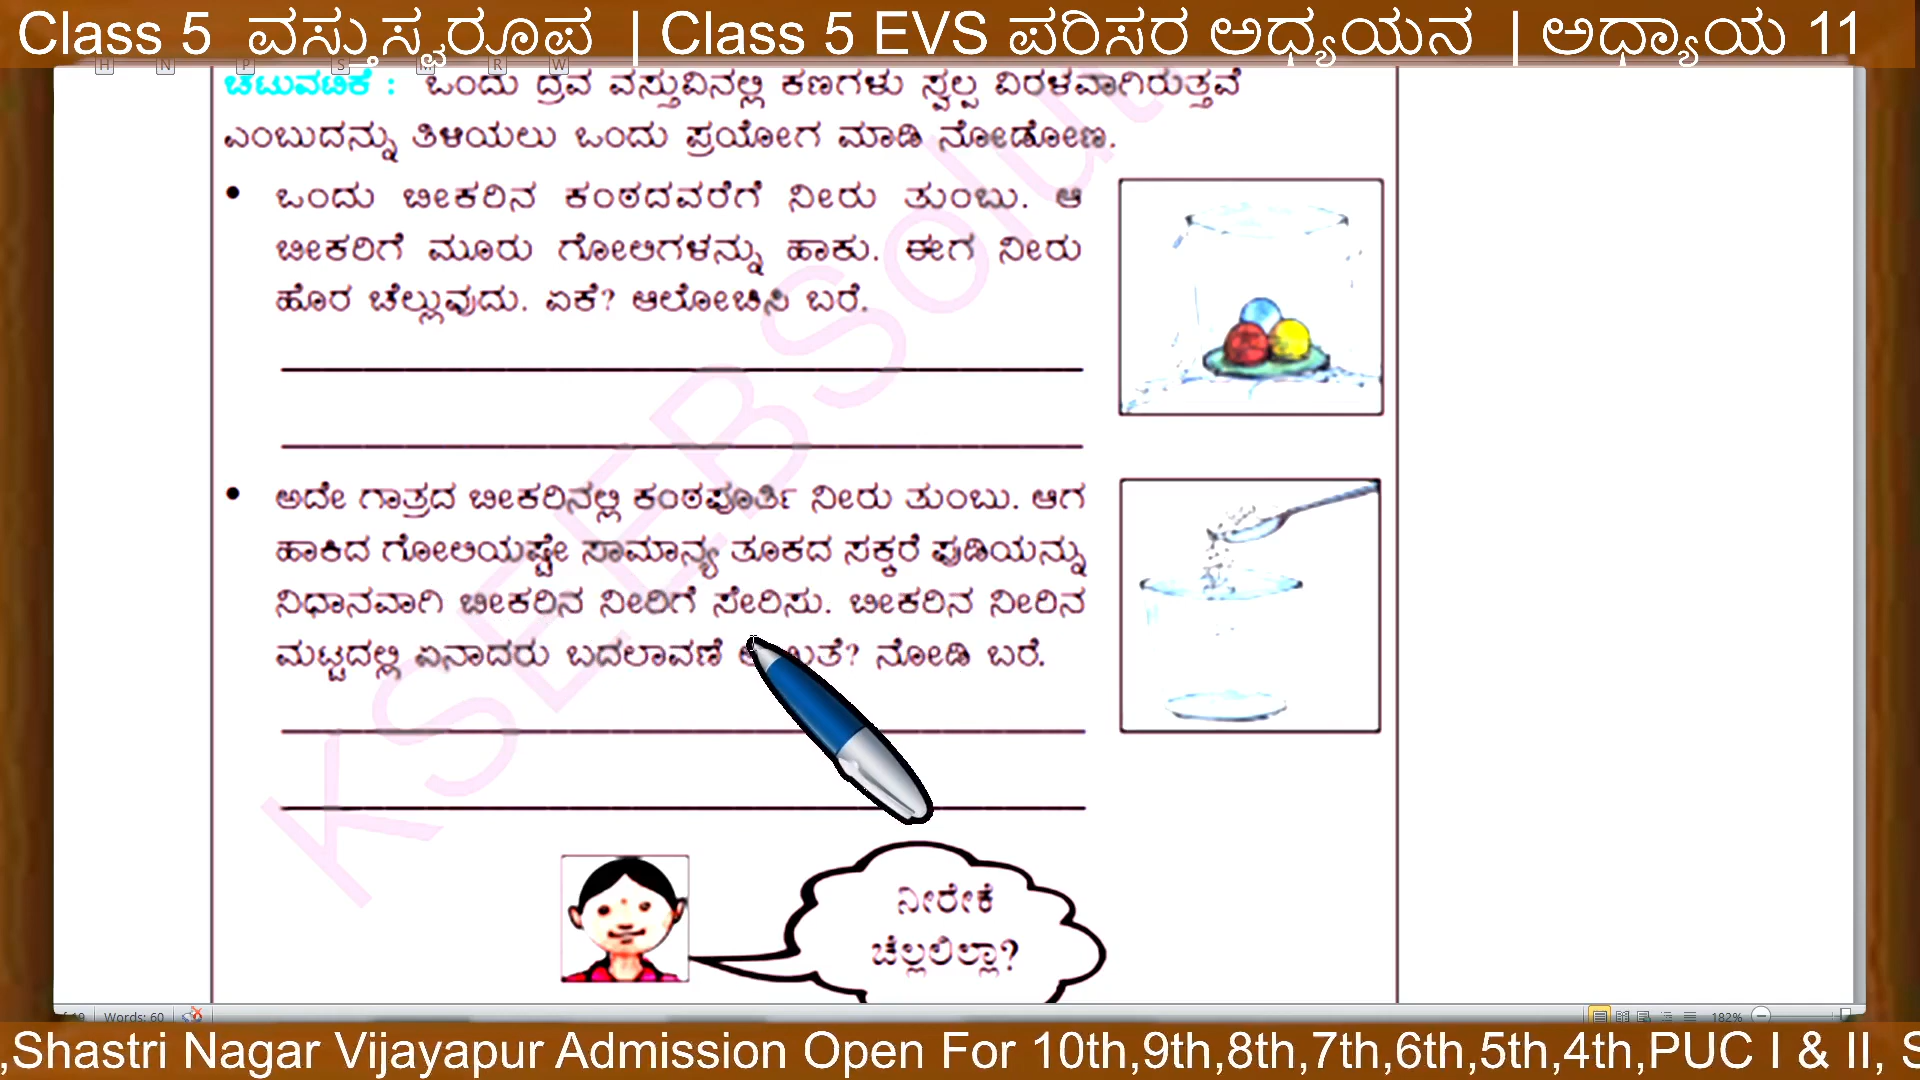 Class 5 ವಸ್ತುಸ್ವರೂಪ | Class 5 EVS ಪರಿಸರ ಅಧ್ಯಯನ | ಅಧ್ಯಾಯ 11
H N P S M R W
ಚಟುವಟಿಕೆ : ಒಂದು ದ್ರವ ವಸ್ತುವಿನಲ್ಲಿ ಕಣಗಳು ಸ್ವಲ್ಪ ವಿರಳವಾಗಿರುತ್ತವೆ
ಎಂಬುದನ್ನು ತಿಳಿಯಲು ಒಂದು ಪ್ರಯೋಗ ಮಾಡಿ ನೋಡೋಣ.
• ಒಂದು ಬೀಕರಿನ ಕಂಠದವರೆಗೆ ನೀರು ತುಂಬು. ಆ
ಬೀಕರಿಗೆ ಮೂರು ಗೋಲಿಗಳನ್ನು ಹಾಕು. ಈಗ ನೀರು
ಹೊರ ಚೆಲ್ಲುವುದು. ಏಕೆ? ಆಲೋಚಿಸಿ ಬರೆ.
• ಅದೇ ಗಾತ್ರದ ಬೀಕರಿನಲ್ಲಿ ಕಂಠಪೂರ್ತಿ ನೀರು ತುಂಬು. ಆಗ
ಹಾಕಿದ ಗೋಲಿಯಷ್ಟೇ ಸಾಮಾನ್ಯ ತೂಕದ ಸಕ್ಕರೆ ಪುಡಿಯನ್ನು
ನಿಧಾನವಾಗಿ ಬೀಕರಿನ ನೀರಿಗೆ ಸೇರಿಸು. ಬೀಕರಿನ ನೀರಿನ
ಮಟ್ಟದಲ್ಲಿ ಏನಾದರು ಬದಲಾವಣೆ ನೋಡಿ ಬರೆ.
ನೀರೇಕೆ
ಚೆಲ್ಲಲಿಲ್ಲಾ?
KSEEBSolut
Words: 60
182%
,Shastri Nagar Vijayapur Admission Open For 10th,9th,8th,7th,6th,5th,4th,PUC I & II, S